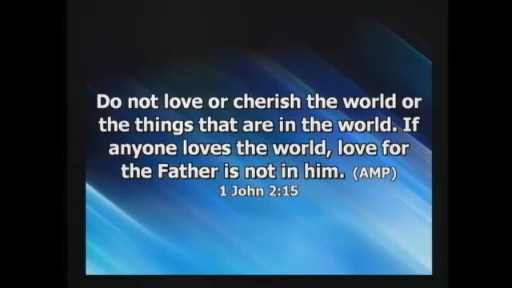 Do not love or cherish the world or
the things that are in the world. If
anyone loves the world, love for
the Father is not in him. (AMP)
1 John 2:15